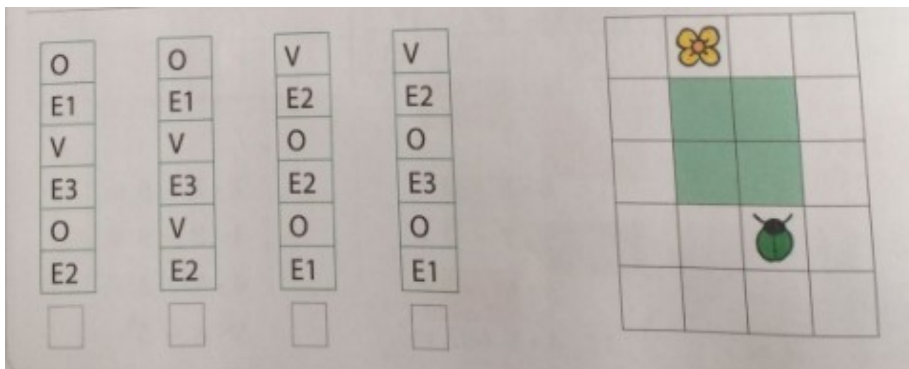 O O V V
E1 E1 E2 E2
V V O O
E3 E3 E2 E3
O V O O
E2 E2 E1 E1